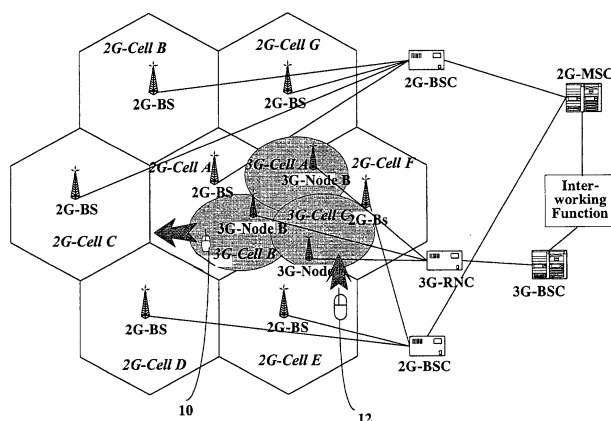 2G-Cell B
2G-Cell G
2G-BSC
2G-MSC
2G-BS
2G-BS
2G-Cell A
3G-Cell A
2G-Cell F
3G-Node B
2G-BS
2G-BS
2G-Bs
Inter-
working
Function
3G-Cell C
3G-Node B
2G-Cell C
3G-Cell B
3G-Node
3G-RNC
3G-BSC
2G-BS
2G-BS
2G-BSC
2G-Cell D
2G-Cell E
10
12